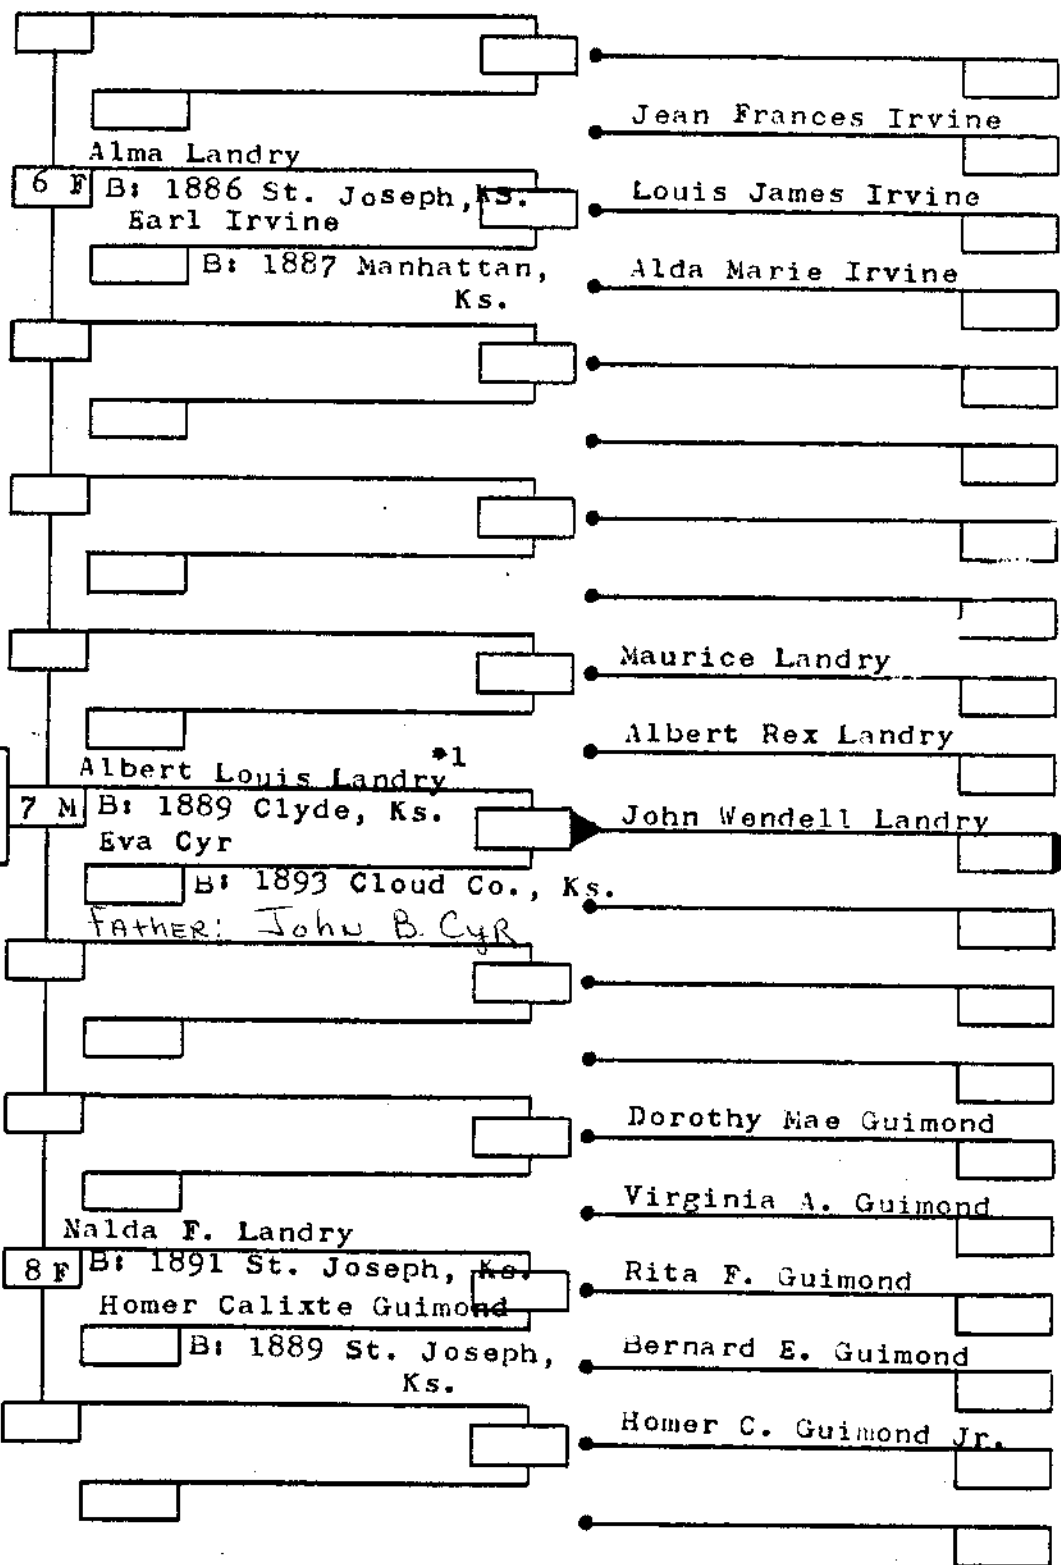 Jean Frances Irvine
Alma Landry
6 F B: 1886 St. Joseph, KS.
Louis James Irvine
Earl Irvine
B: 1887 Manhattan,
Ks.
Alda Marie Irvine
Maurice Landry
Albert Rex Landry
Albert Louis Landry *1
7 M B: 1889 Clyde, Ks.
John Wendell Landry
Eva Cyr
B: 1893 Cloud Co., Ks.
FATHER: John B. CyR
Dorothy Mae Guimond
Virginia A. Guimond
Nalda F. Landry
8 F B: 1891 St. Joseph, Ks.
Rita F. Guimond
Homer Calixte Guimond
B: 1889 St. Joseph,
Ks.
Bernard E. Guimond
Homer C. Guimond Jr.